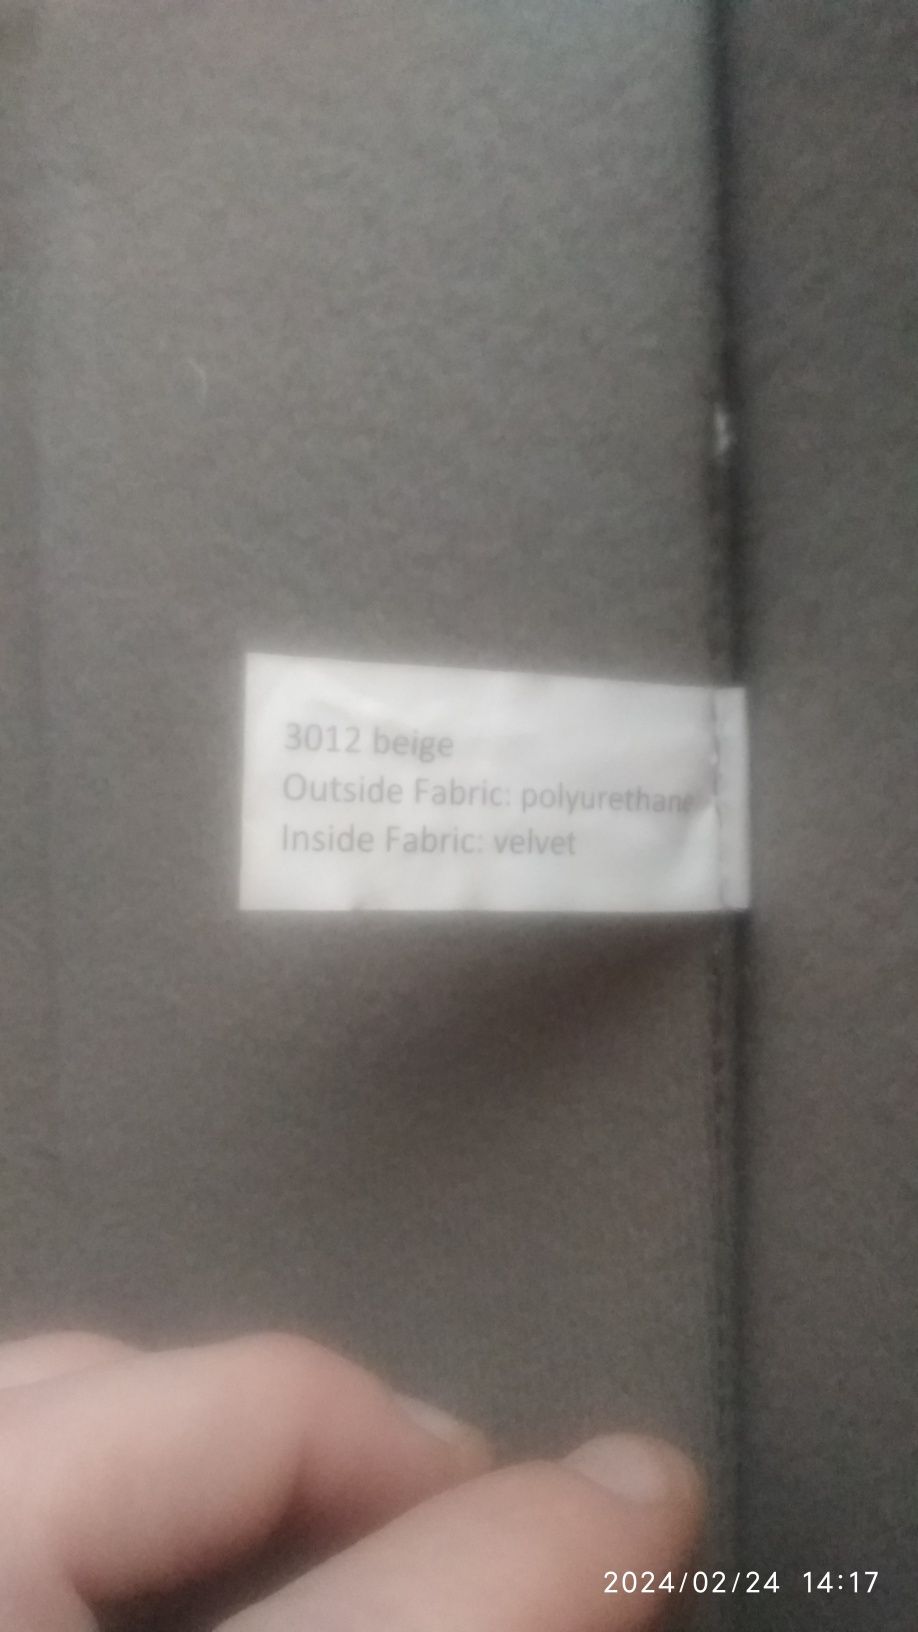 3012 beige
Outside Fabric: polyurethane
Inside Fabric: velvet
2024/02/24 14:17